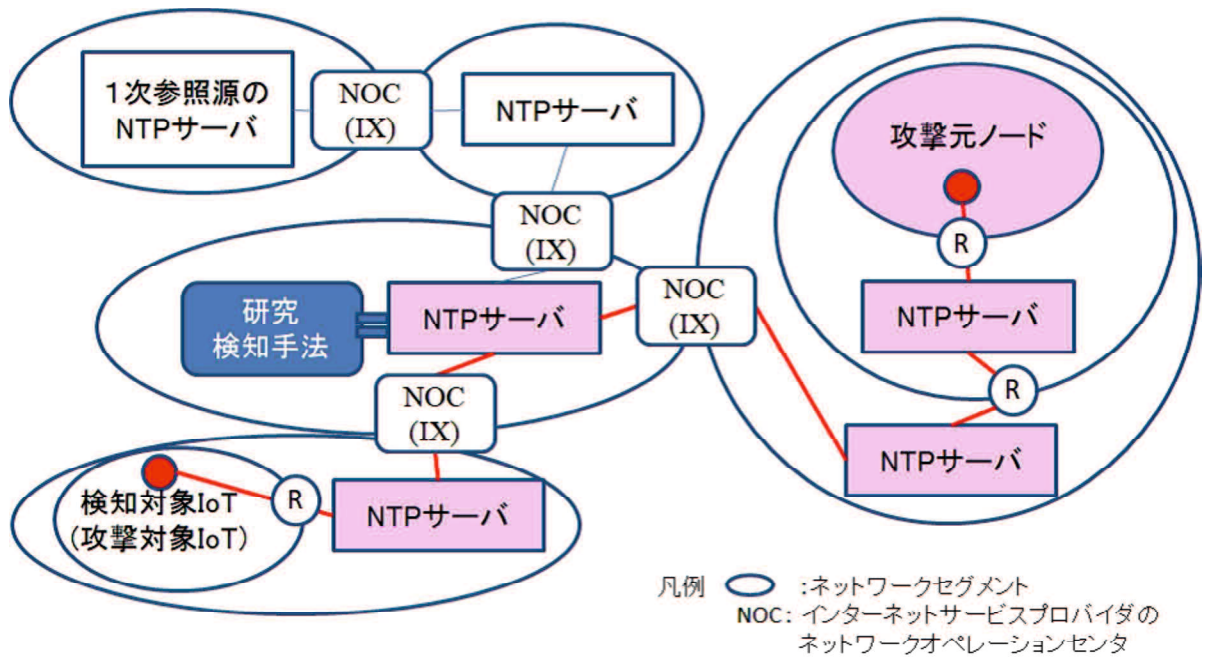 １次参照源の
NTPサーバ
NOC
(IX)
NTPサーバ
NOC
(IX)
研究
検知手法
NTPサーバ
NOC
(IX)
NOC
(IX)
検知対象IoT
(攻撃対象IoT)
R
NTPサーバ
攻撃元ノード
R
NTPサーバ
R
NTPサーバ
凡例 :ネットワークセグメント
NOC: インターネットサービスプロバイダの
ネットワークオペレーションセンタ